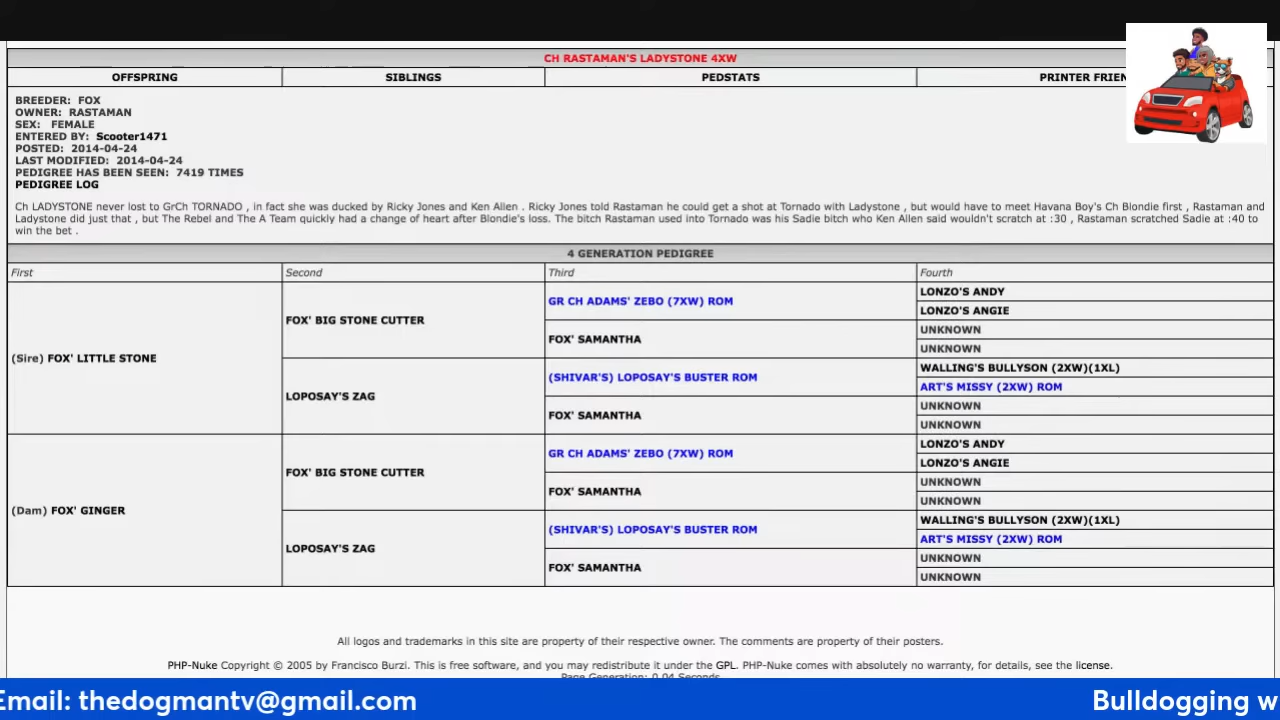 CH RASTAMAN'S LADYSTONE 4XW
OFFSPRING SIBLINGS PEDSTATS PRINTER FRIEN
BREEDER: FOX
OWNER: RASTAMAN
SEX: FEMALE
ENTERED BY: Scooter1471
POSTED: 2014-04-24
LAST MODIFIED: 2014-04-24
PEDIGREE HAS BEEN SEEN: 7419 TIMES
PEDIGREE LOG
Ch LADYSTONE never lost to GrCh TORNADO , in fact she was ducked by Ricky Jones and Ken Allen . Ricky Jones told Rastaman he could get a shot at Tornado with Ladystone , but would have to meet Havana Boy's Ch Blondie first , Rastaman and
Ladystone did just that , but The Rebel and The A Team quickly had a change of heart after Blondie's loss. The bitch Rastaman used into Tornado was his Sadie bitch who Ken Allen said wouldn't scratch at :30 , Rastaman scratched Sadie at :40 to
win the bet .
4 GENERATION PEDIGREE
First Second Third Fourth
(Sire) FOX' LITTLE STONE
FOX' BIG STONE CUTTER
GR CH ADAMS' ZEBO (7XW) ROM
LONZO'S ANDY
LONZO'S ANGIE
FOX' SAMANTHA
UNKNOWN
UNKNOWN
LOPOSAY'S ZAG
(SHIVAR'S) LOPOSAY'S BUSTER ROM
WALLING'S BULLYSON (2XW)(1XL)
ART'S MISSY (2XW) ROM
FOX' SAMANTHA
UNKNOWN
UNKNOWN
(Dam) FOX' GINGER
FOX' BIG STONE CUTTER
GR CH ADAMS' ZEBO (7XW) ROM
LONZO'S ANDY
LONZO'S ANGIE
FOX' SAMANTHA
UNKNOWN
UNKNOWN
LOPOSAY'S ZAG
(SHIVAR'S) LOPOSAY'S BUSTER ROM
WALLING'S BULLYSON (2XW)(1XL)
ART'S MISSY (2XW) ROM
FOX' SAMANTHA
UNKNOWN
UNKNOWN
All logos and trademarks in this site are property of their respective owner. The comments are property of their posters.
PHP-Nuke Copyright © 2005 by Francisco Burzi. This is free software, and you may redistribute it under the GPL. PHP-Nuke comes with absolutely no warranty, for details, see the license.
Page Generation: 0.04 Seconds
Email: thedogmantv@gmail.com Bulldogging w